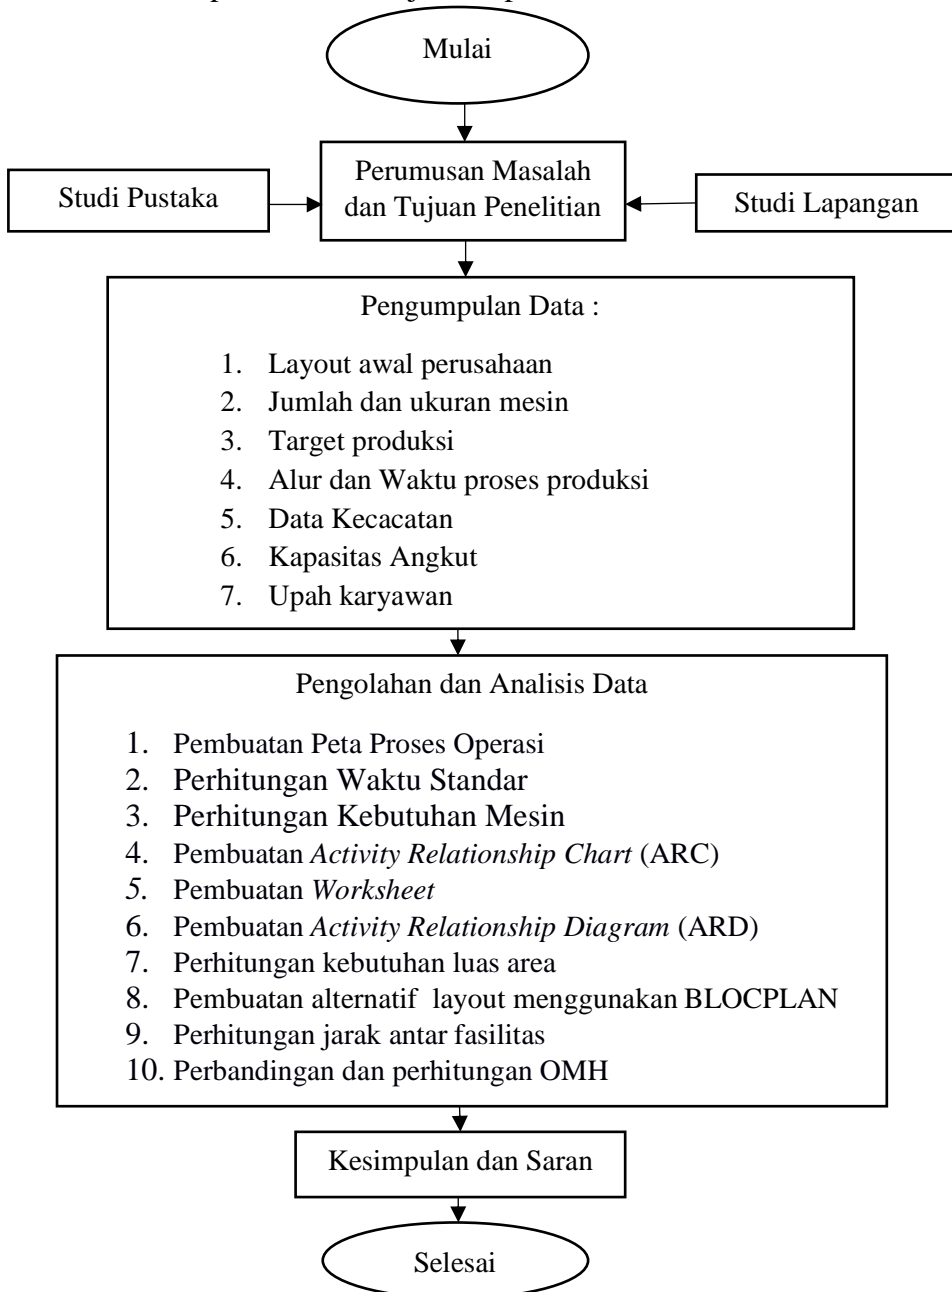 Mulai
Perumusan Masalah
dan Tujuan Penelitian
Studi Pustaka
Studi Lapangan
Pengumpulan Data :
1. Layout awal perusahaan
2. Jumlah dan ukuran mesin
3. Target produksi
4. Alur dan Waktu proses produksi
5. Data Kecacatan
6. Kapasitas Angkut
7. Upah karyawan
Pengolahan dan Analisis Data
1. Pembuatan Peta Proses Operasi
2. Perhitungan Waktu Standar
3. Perhitungan Kebutuhan Mesin
4. Pembuatan Activity Relationship Chart (ARC)
5. Pembuatan Worksheet
6. Pembuatan Activity Relationship Diagram (ARD)
7. Perhitungan kebutuhan luas area
8. Pembuatan alternatif layout menggunakan BLOCPLAN
9. Perhitungan jarak antar fasilitas
10. Perbandingan dan perhitungan OMH
Kesimpulan dan Saran
Selesai